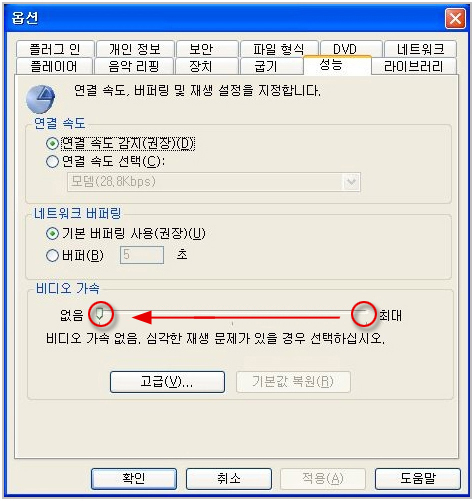 옵션
플러그 인 개인 정보 보안 파일 형식 DVD 네트워크
플레이어 음악 리핑 장치 굽기 성능 라이브러리
연결 속도, 버퍼링 및 재생 설정을 지정합니다.
연결 속도
연결 속도 감지(권장)(D)
연결 속도 선택(C):
모뎀(28,8Kbps)
네트워크 버퍼링
기본 버퍼링 사용(권장)(U)
버퍼(B) 5 초
비디오 가속
없음 최대
비디오 가속 없음. 심각한 재생 문제가 있을 경우 선택하십시오.
고급(V)... 기본값 복원(R)
확인 취소 적용(A) 도움말